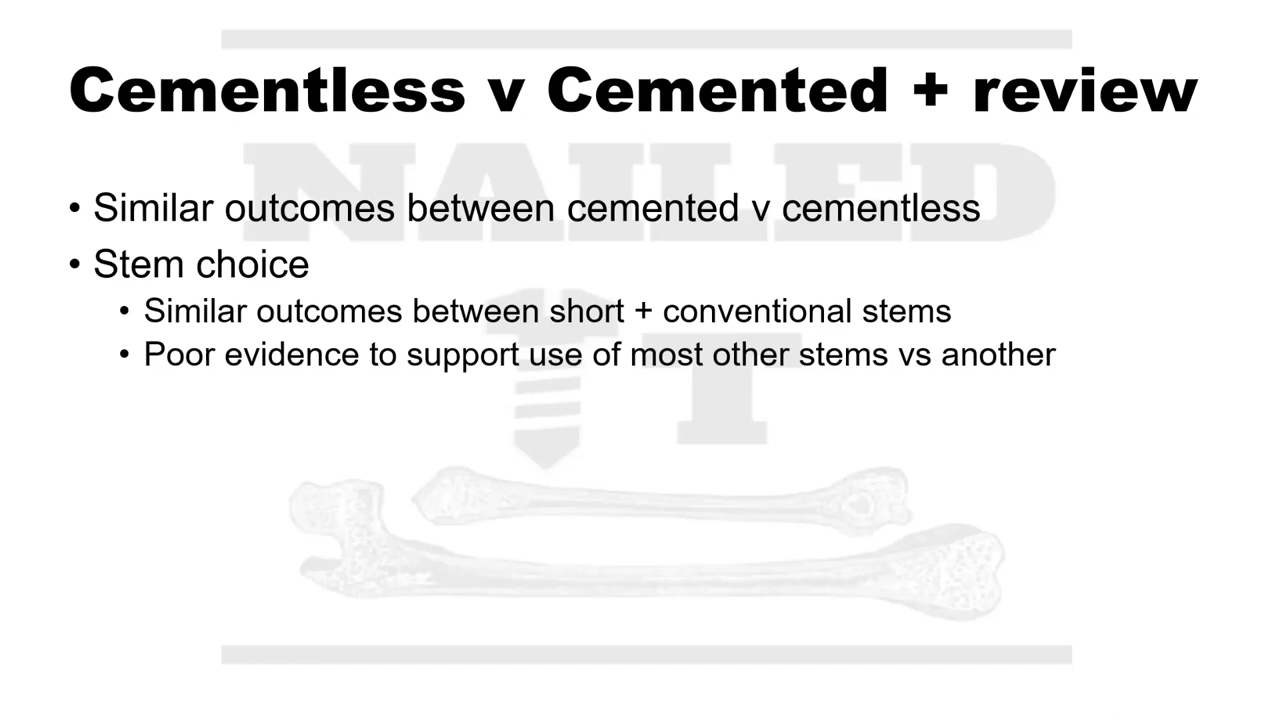 Cementless v Cemented + review
NAILED
• Similar outcomes between cemented v cementless
• Stem choice
• Similar outcomes between short + conventional stems
• Poor evidence to support use of most other stems vs another
IT